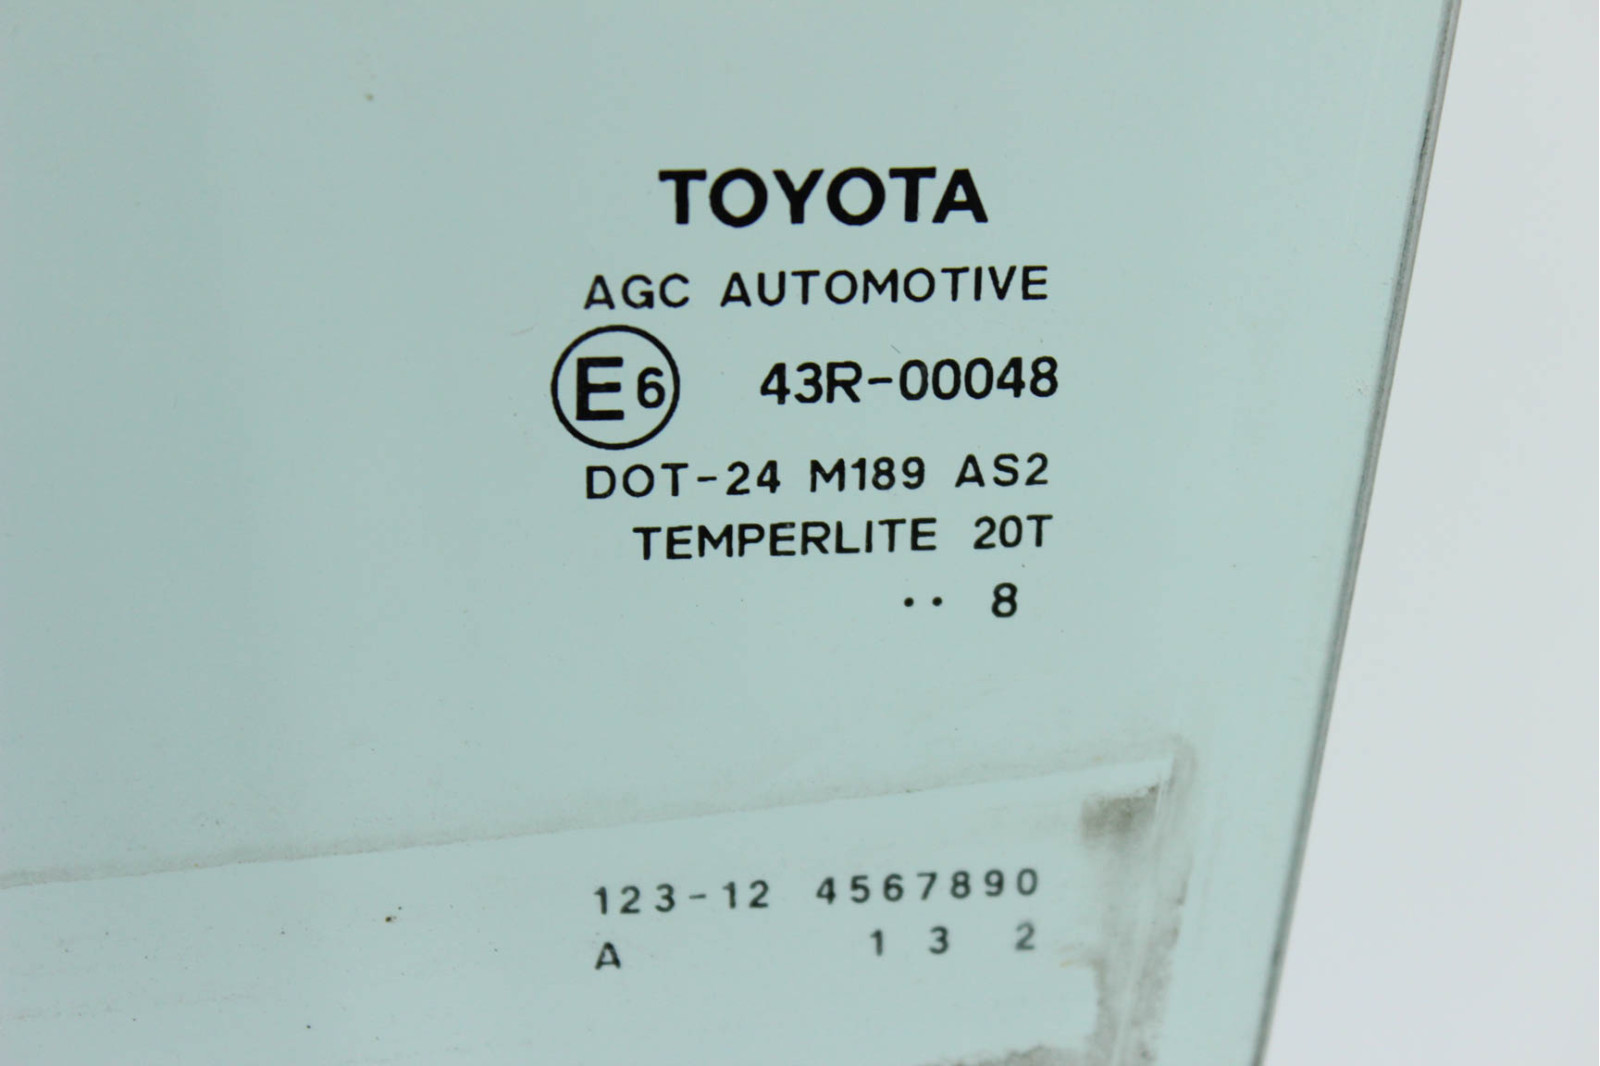 TOYOTA
AGC AUTOMOTIVE
E6 43R-00048
DOT-24 M189 AS2
TEMPERLITE 20T
·· 8
123-12 4567890
A 1 3 2